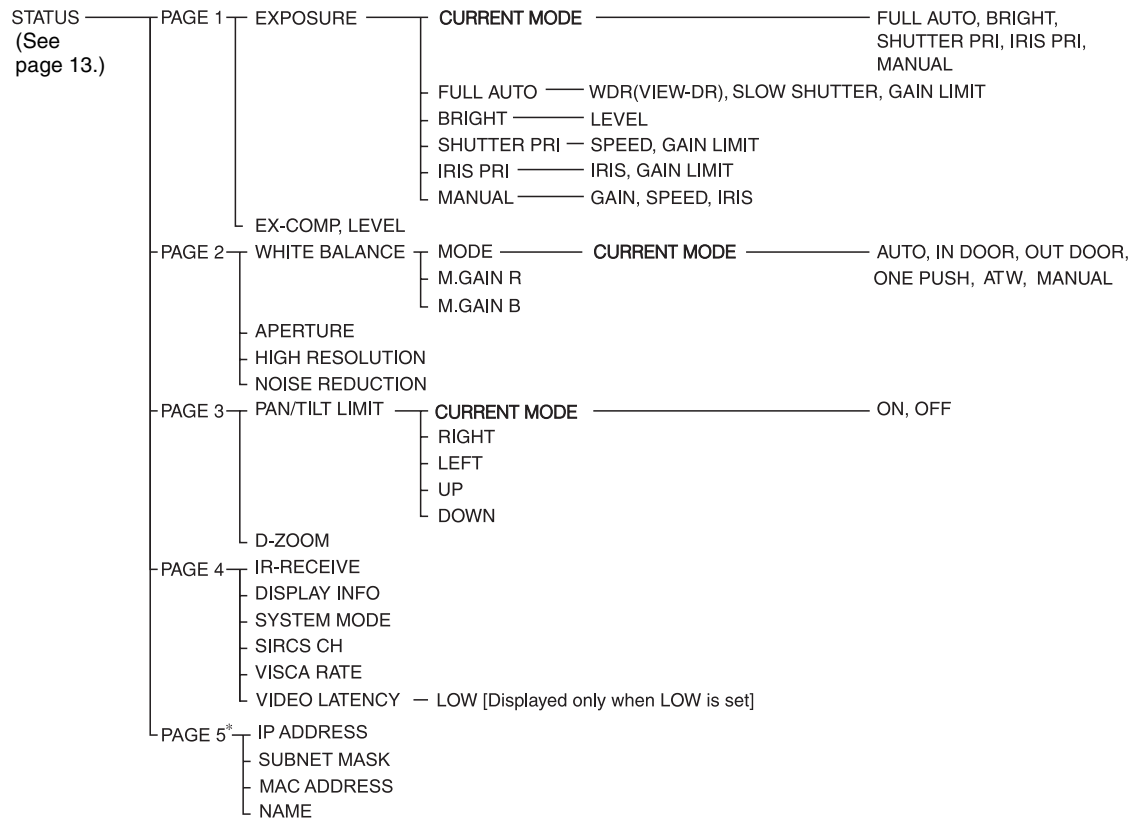 STATUS PAGE 1 EXPOSURE CURRENT MODE FULL AUTO, BRIGHT,
(See SHUTTER PRI, IRIS PRI,
page 13.) MANUAL
FULL AUTO WDR(VIEW-DR), SLOW SHUTTER, GAIN LIMIT
BRIGHT LEVEL
SHUTTER PRI SPEED, GAIN LIMIT
IRIS PRI IRIS, GAIN LIMIT
MANUAL GAIN, SPEED, IRIS
EX-COMP, LEVEL
PAGE 2 WHITE BALANCE MODE CURRENT MODE AUTO, IN DOOR, OUT DOOR,
M.GAIN R ONE PUSH, ATW, MANUAL
M.GAIN B
APERTURE
HIGH RESOLUTION
NOISE REDUCTION
PAGE 3 PAN/TILT LIMIT CURRENT MODE ON, OFF
RIGHT
LEFT
UP
DOWN
D-ZOOM
PAGE 4 IR-RECEIVE
DISPLAY INFO
SYSTEM MODE
SIRCS CH
VISCA RATE
VIDEO LATENCY LOW [Displayed only when LOW is set]
PAGE 5* IP ADDRESS
SUBNET MASK
MAC ADDRESS
NAME